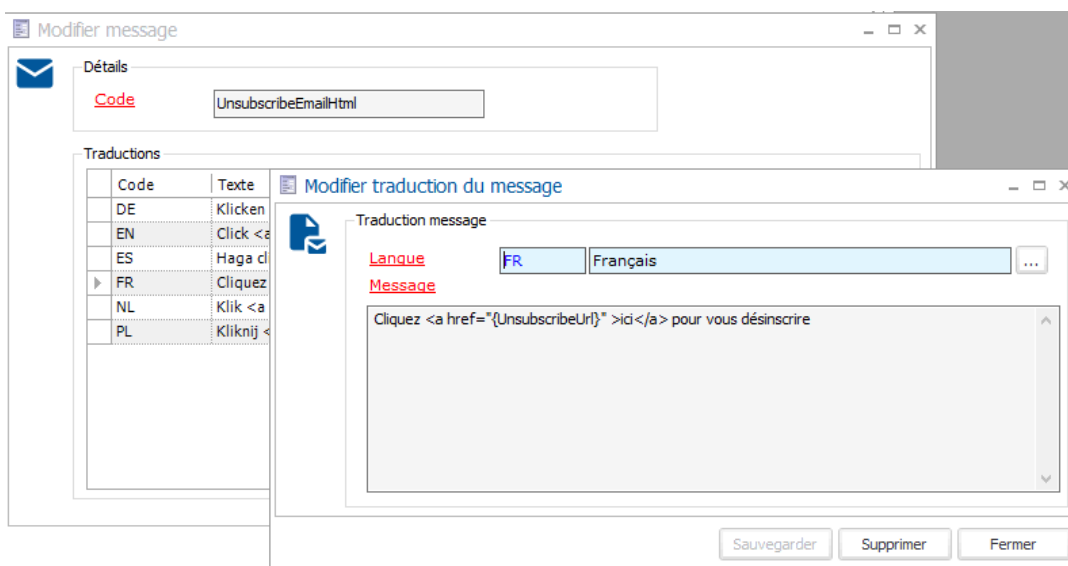 Modifier message
Détails
Code
UnsubscribeEmailHtml
Traductions
Code Texte
DE Klicken
EN Click <a
ES Haga cl
FR Cliquez
NL Klik <a
PL Kliknij <
Modifier traduction du message
Traduction message
Langue FR Français ...
Message
Cliquez <a href="{UnsubscribeUrl}" >ici</a> pour vous désinscrire
Sauvegarder Supprimer Fermer